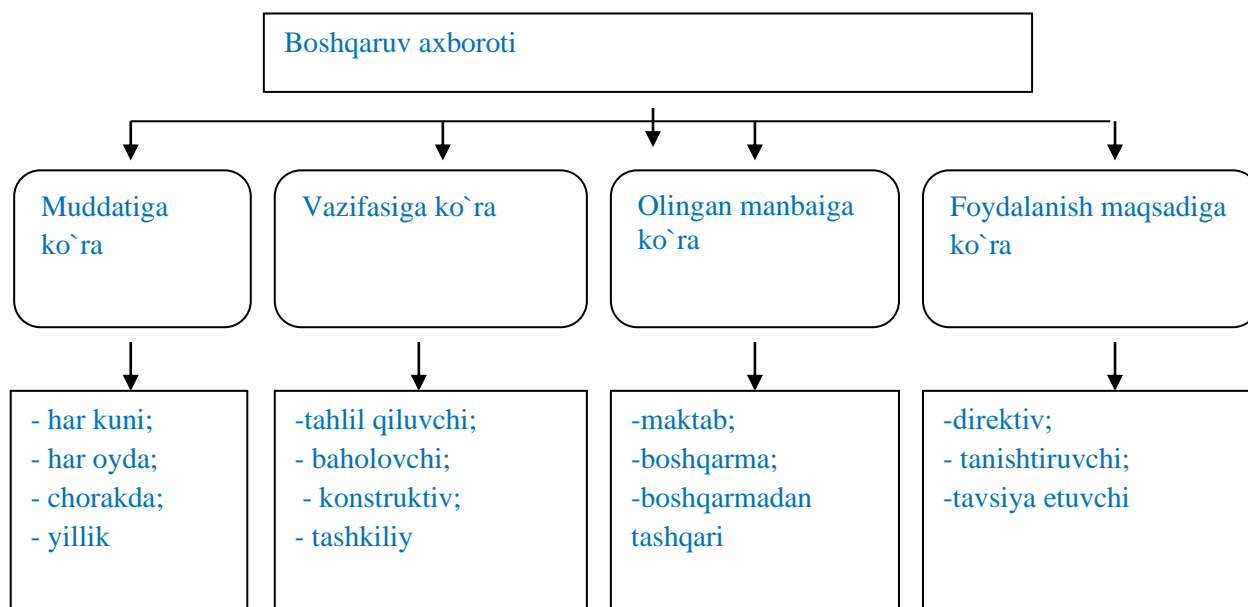 Boshqaruv axboroti
Muddatiga
ko`ra
Vazifasiga ko`ra
Olingan manbaiga
ko`ra
Foydalanish maqsadiga
ko`ra
- har kuni;
- har oyda;
- chorakda;
- yillik
-tahlil qiluvchi;
- baholovchi;
- konstruktiv;
- tashkiliy
-maktab;
-boshqarma;
-boshqarmadan
tashqari
-direktiv;
- tanishtiruvchi;
-tavsiya etuvchi